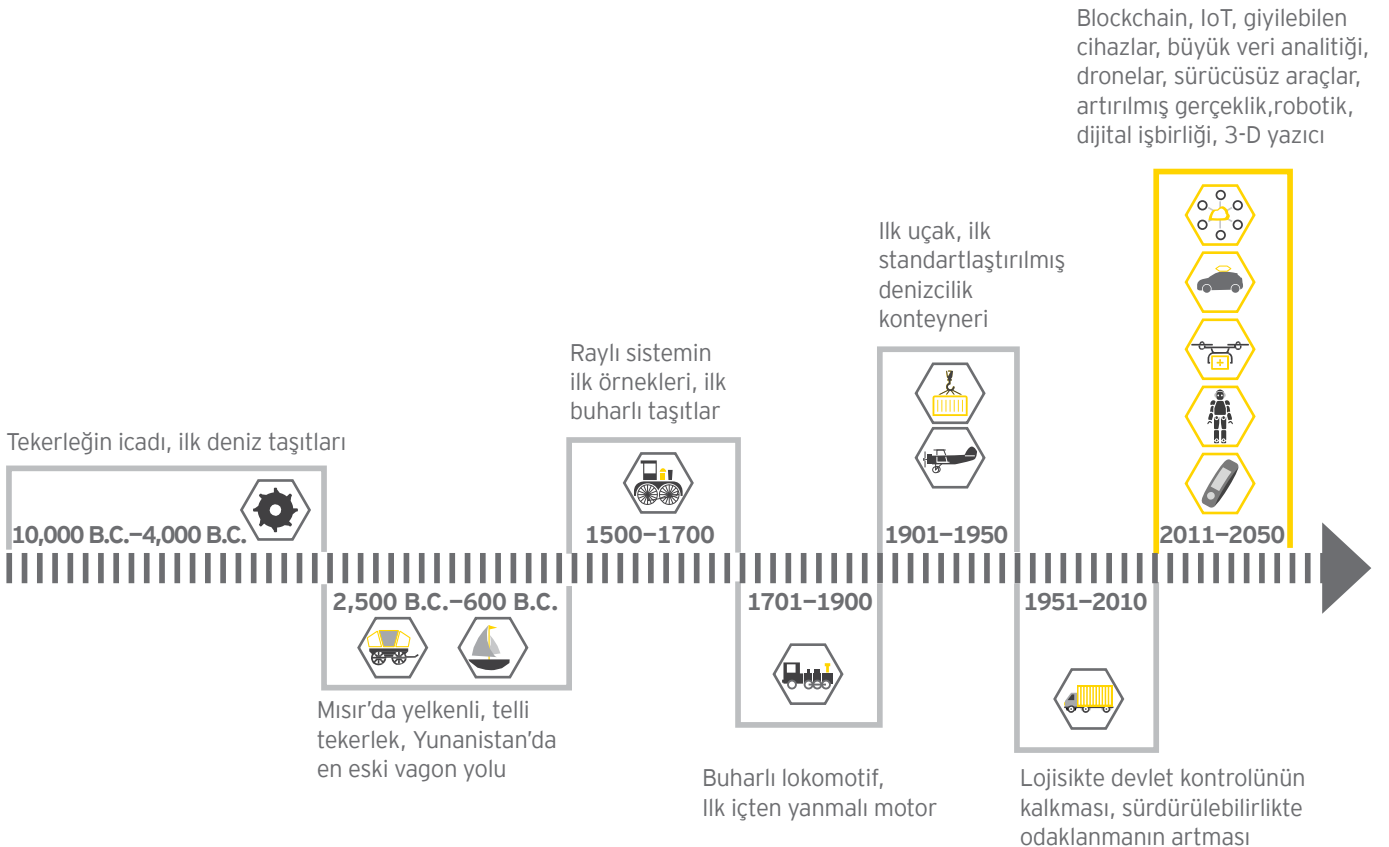 Tekerleğin icadı, ilk deniz taşıtları
10,000 B.C.–4,000 B.C.
2,500 B.C.–600 B.C.
Mısır’da yelkenli, telli
tekerlek, Yunanistan’da
en eski vagon yolu
Raylı sistemin
ilk örnekleri, ilk
buharlı taşıtlar
1500–1700
1701–1900
Buharlı lokomotif,
Ilk içten yanmalı motor
Ilk uçak, ilk
standartlaştırılmış
denizcilik
konteyneri
1901–1950
1951–2010
Lojisikte devlet kontrolünün
kalkması, sürdürülebilirlikte
odaklanmanın artması
Blockchain, IoT, giyilebilen
cihazlar, büyük veri analitiği,
dronelar, sürücüsüz araçlar,
artırılmış gerçeklik,robotik,
dijital işbirliği, 3-D yazıcı
2011–2050